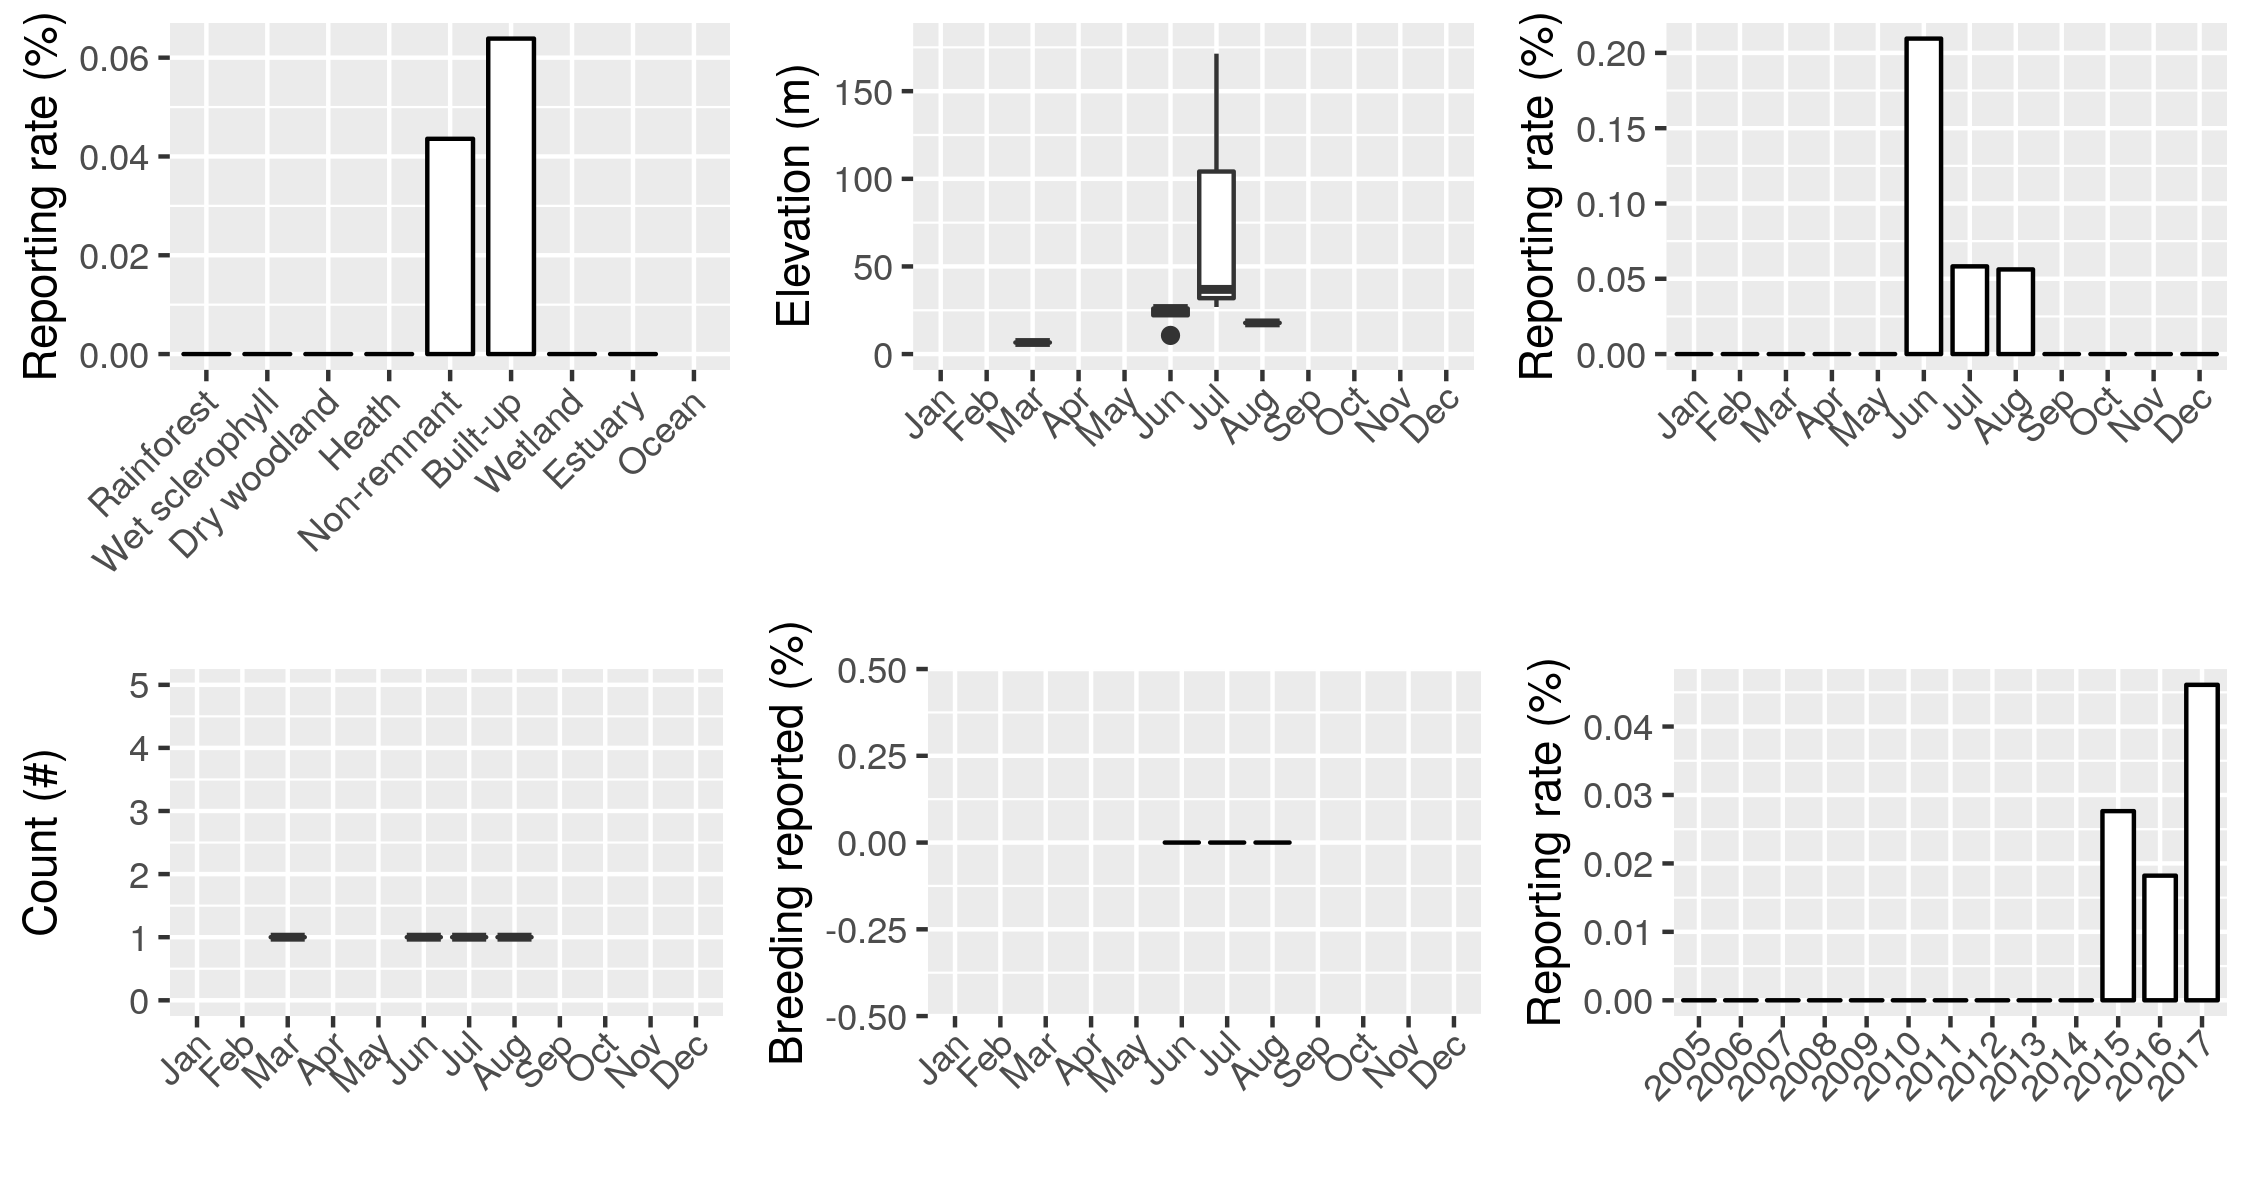 Reporting rate (%)
0.06
0.04
0.02
0.00
Rainforest
Wet sclerophyll
Dry woodland
Heath
Non-remnant
Built-up
Wetland
Estuary
Ocean
Elevation (m)
150
100
50
0
Jan
Feb
Mar
Apr
May
Jun
Jul
Aug
Sep
Oct
Nov
Dec
Reporting rate (%)
0.20
0.15
0.10
0.05
0.00
Jan
Feb
Mar
Apr
May
Jun
Jul
Aug
Sep
Oct
Nov
Dec
Count (#)
5
4
3
2
1
0
Jan
Feb
Mar
Apr
May
Jun
Jul
Aug
Sep
Oct
Nov
Dec
Breeding reported (%)
0.50
0.25
0.00
-0.25
-0.50
Jan
Feb
Mar
Apr
May
Jun
Jul
Aug
Sep
Oct
Nov
Dec
Reporting rate (%)
0.04
0.03
0.02
0.01
0.00
2005
2006
2007
2008
2009
2010
2011
2012
2013
2014
2015
2016
2017